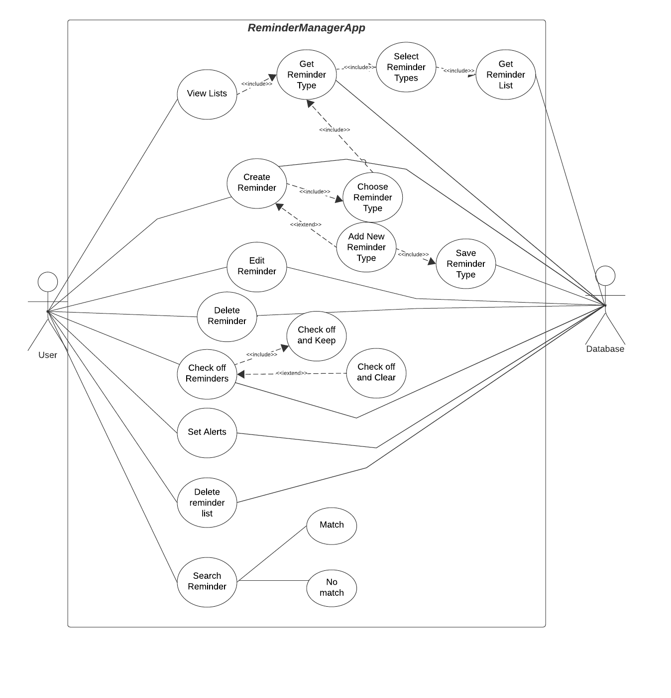 ReminderManagerApp
Get
Reminder
Type
<<include>>
Select
Reminder
Types
<<include>>
Get
Reminder
List
View Lists
<<include>>
<<include>>
Create
Reminder
<<include>>
Choose
Reminder
Type
<<extend>>
Add New
Reminder
Type
<<include>>
Save
Reminder
Type
Edit
Reminder
User
Database
Delete
Reminder
Check off
and Keep
<<include>>
Check off
Reminders
<<extend>>
Check off
and Clear
Set Alerts
Delete
reminder
list
Match
Search
Reminder
No
match